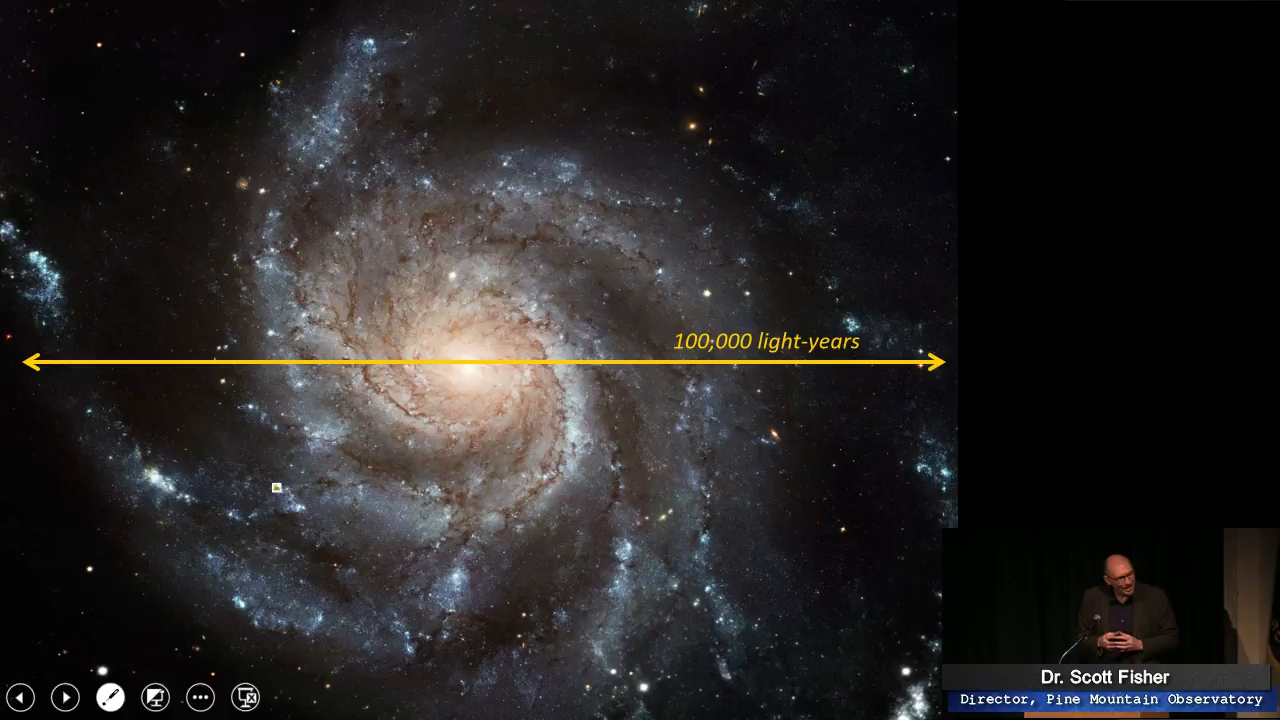 100,000 light-years
Dr. Scott Fisher
Director, Pine Mountain Observatory